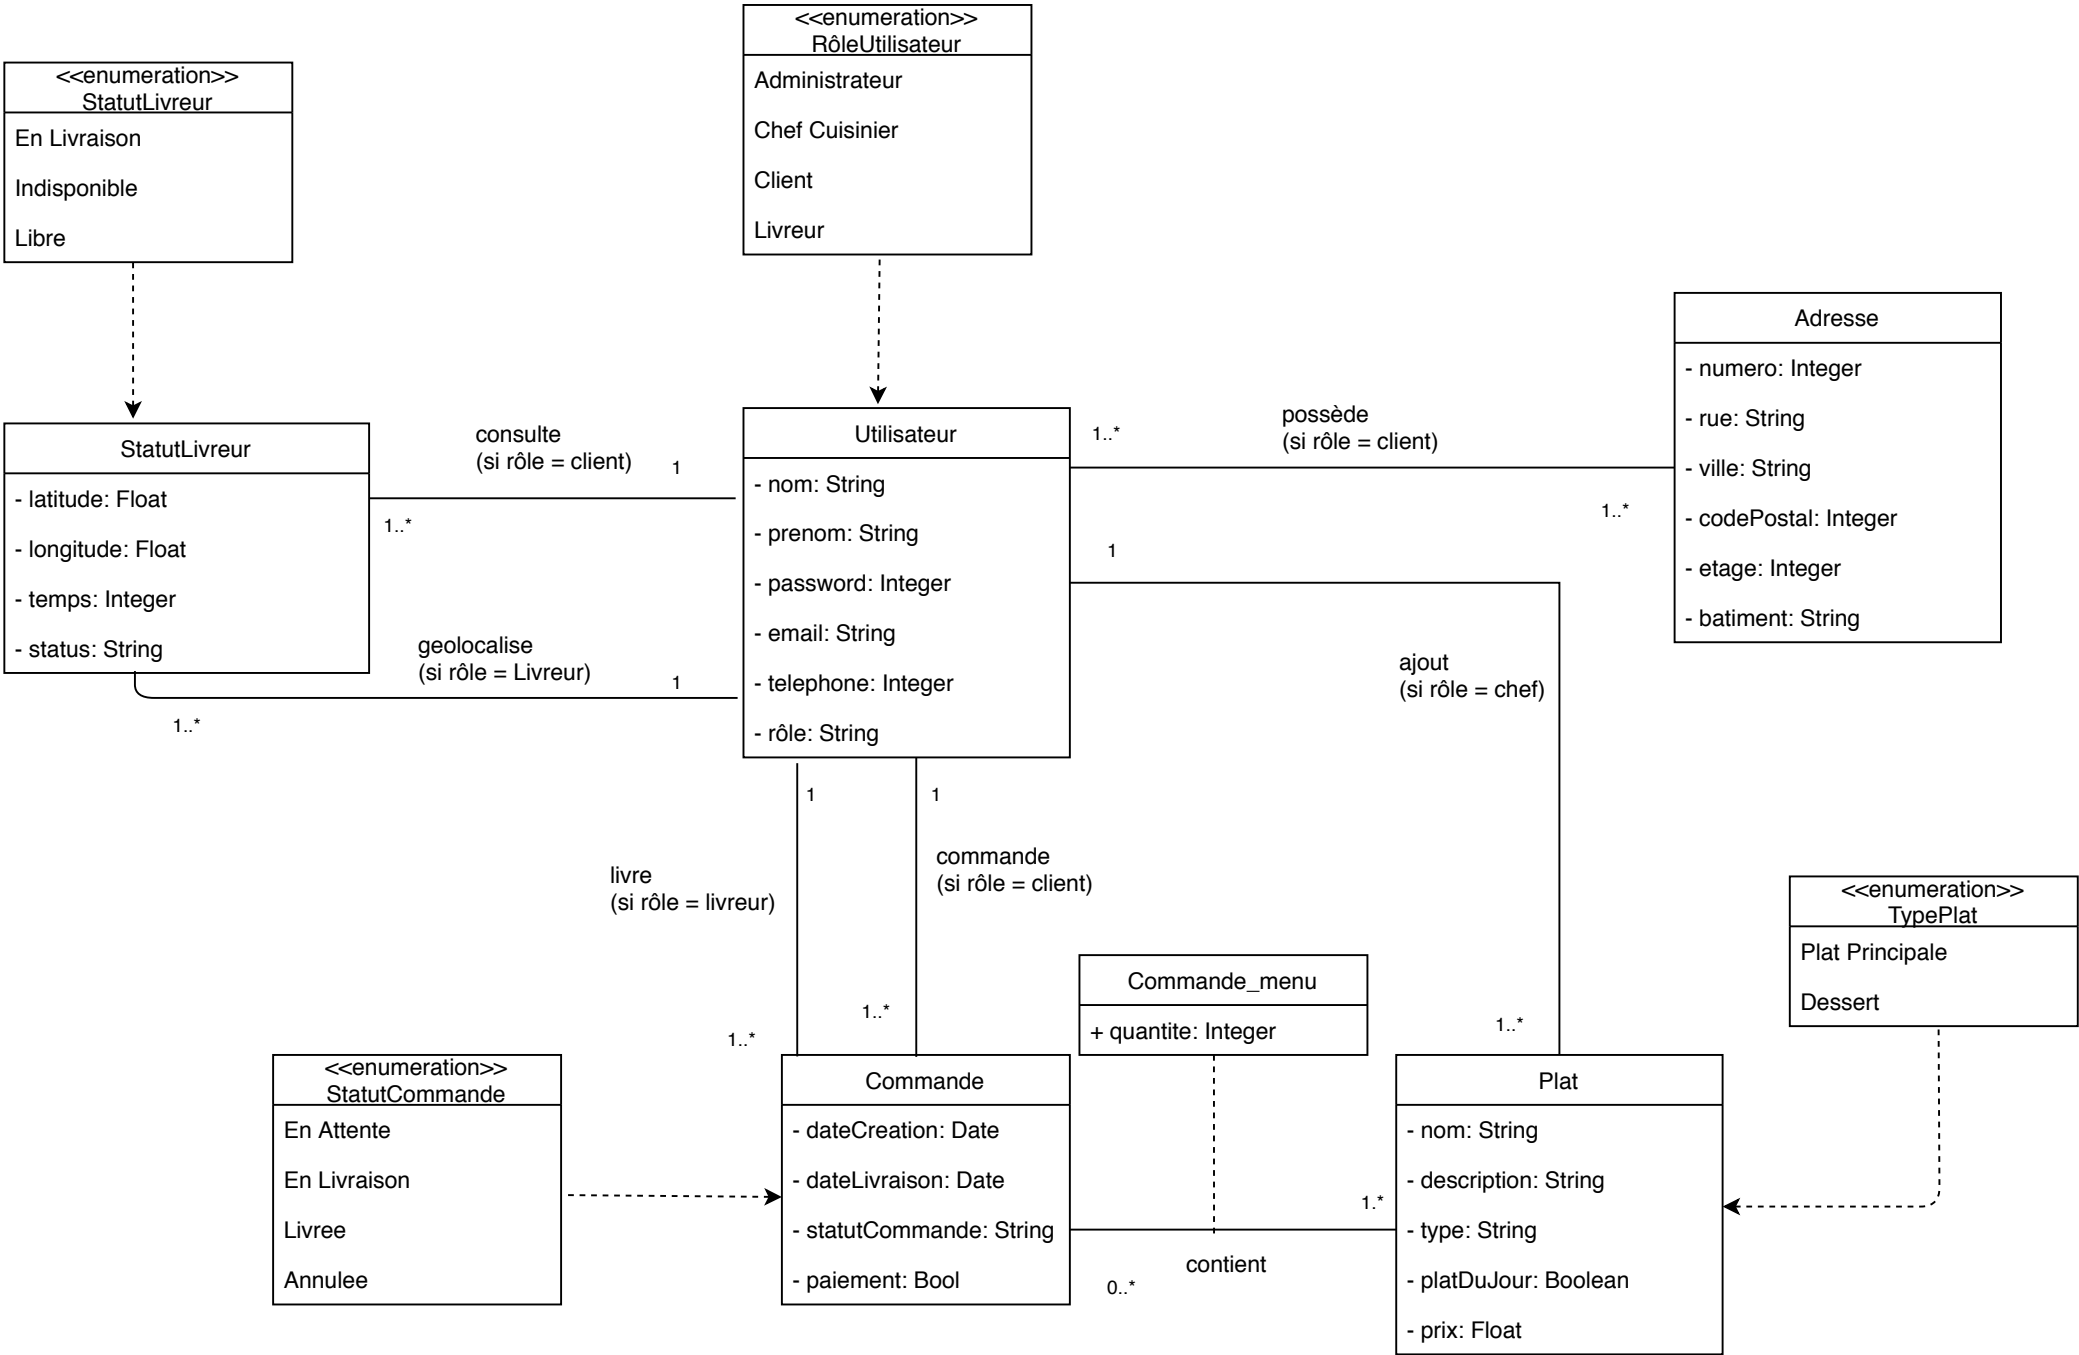 <<enumeration>>
RôleUtilisateur
Administrateur
Chef Cuisinier
Client
Livreur
<<enumeration>>
StatutLivreur
En Livraison
Indisponible
Libre
Adresse
- numero: Integer
- rue: String
- ville: String
- codePostal: Integer
- etage: Integer
- batiment: String
StatutLivreur
- latitude: Float
- longitude: Float
- temps: Integer
- status: String
consulte
(si rôle = client)
1
1..*
geolocalise
(si rôle = Livreur)
1
1..*
Utilisateur
- nom: String
- prenom: String
- password: Integer
- email: String
- telephone: Integer
- rôle: String
1..*
possède
(si rôle = client)
1..*
1
ajout
(si rôle = chef)
1..*
1
livre
(si rôle = livreur)
1..*
1
commande
(si rôle = client)
1..*
<<enumeration>>
TypePlat
Plat Principale
Dessert
Commande_menu
+ quantite: Integer
<<enumeration>>
StatutCommande
En Attente
En Livraison
Livree
Annulee
Commande
- dateCreation: Date
- dateLivraison: Date
- statutCommande: String
- paiement: Bool
1.*
contient
0..*
Plat
- nom: String
- description: String
- type: String
- platDuJour: Boolean
- prix: Float